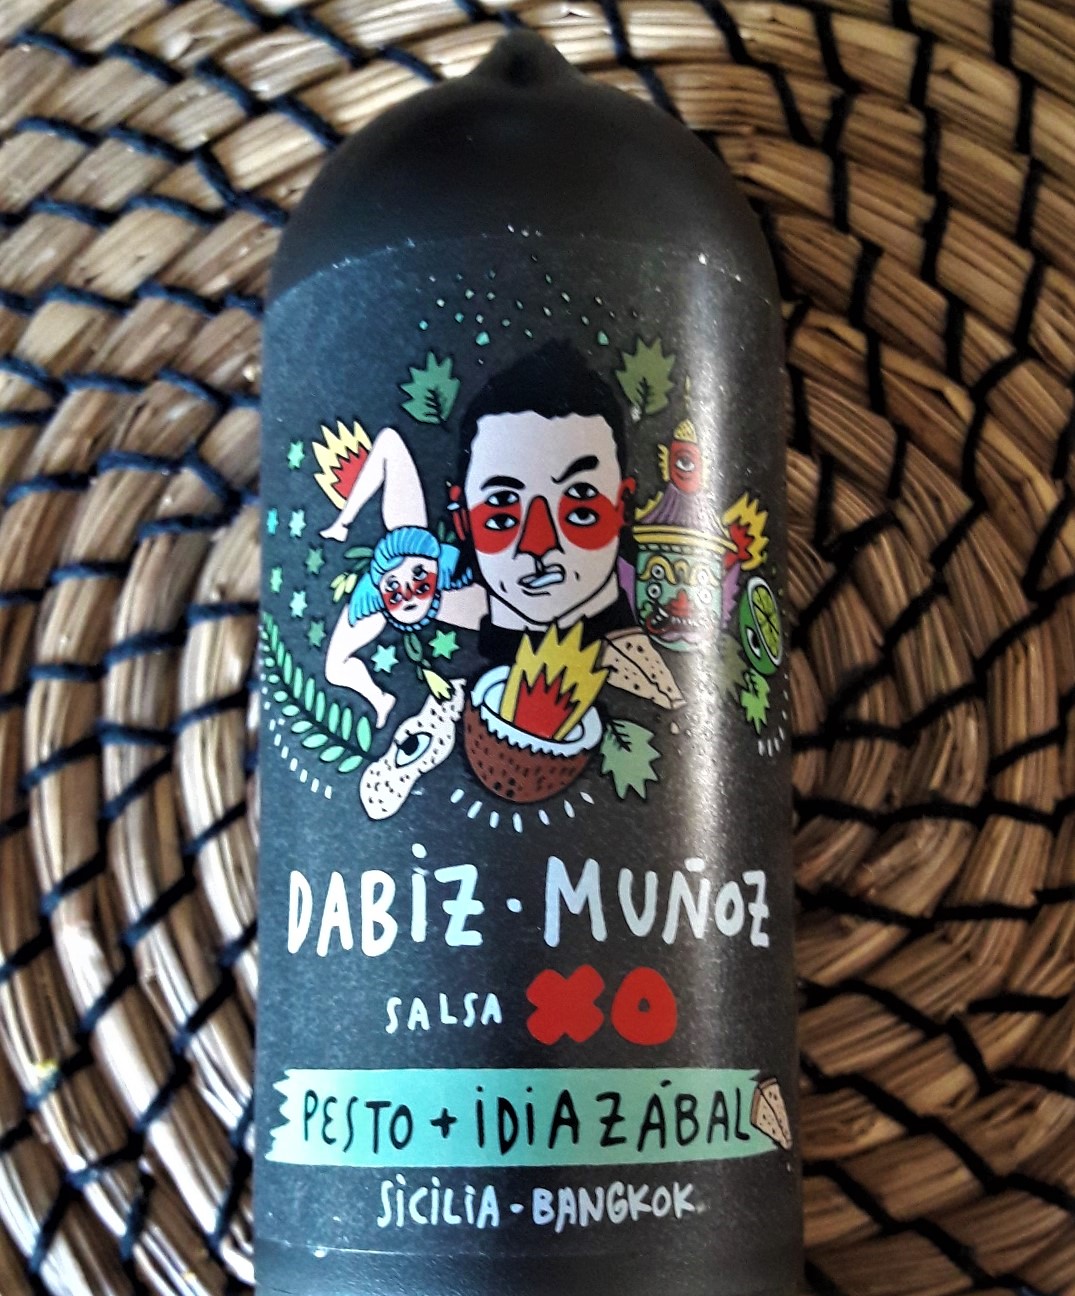 DABIZ · MUÑOZ
SALSA XO
PESTO + IDIAZÁBAL
SICILIA - BANGKOK